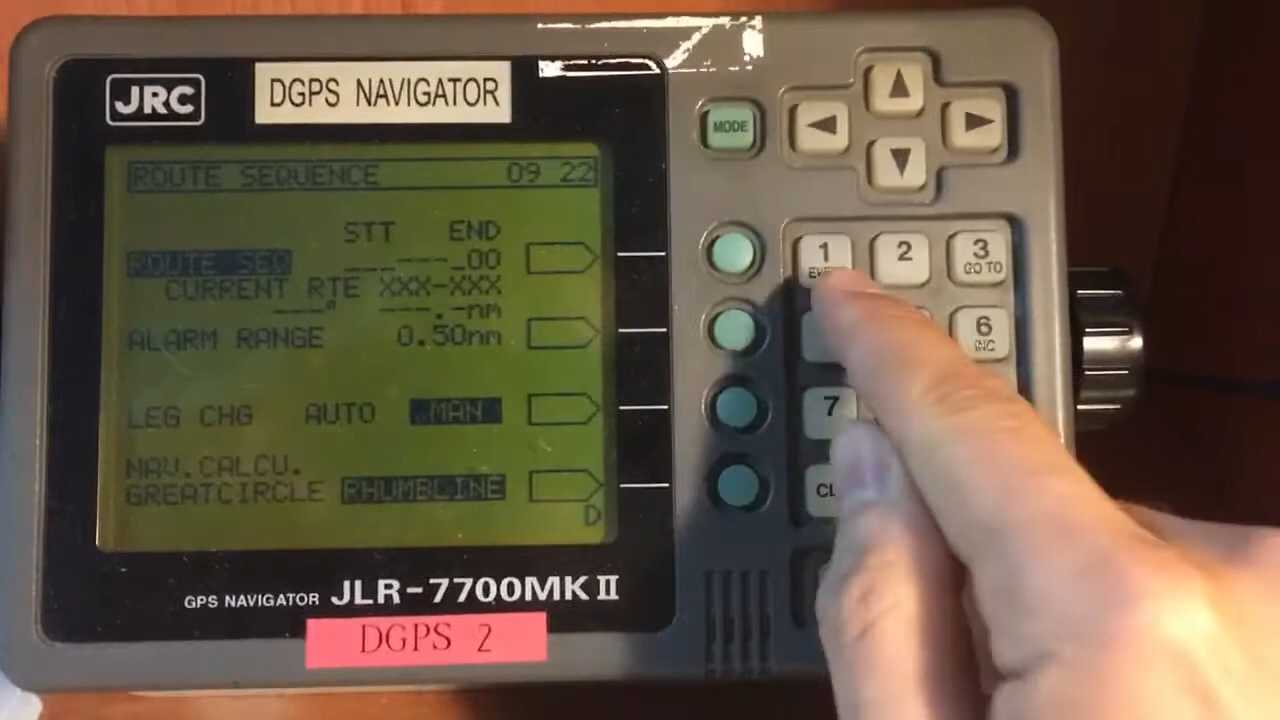 JRC
DGPS NAVIGATOR
ROUTE SEQUENCE 09 22
STT END
ROUTE SEQ ___---_00
CURRENT RTE XXX-XXX
---° ---.-nm
ALARM RANGE 0.50nm
LEG CHG AUTO MAN
NAV.CALCU.
GREATCIRCLE RHUMBLINE
D
GPS NAVIGATOR JLR-7700MKⅡ
DGPS 2
MODE
1
2
3
GO TO
6
INC
7